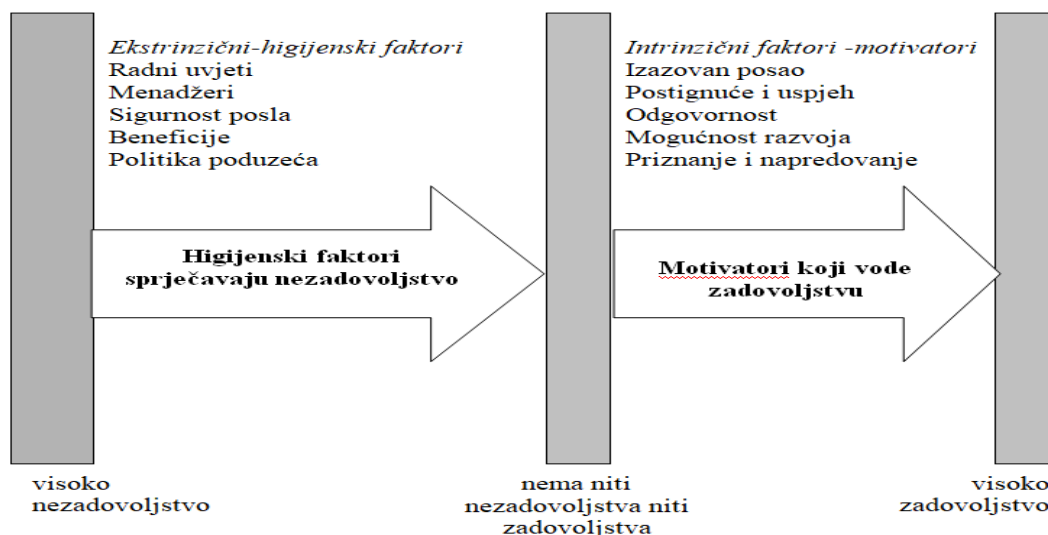 Ekstrinzični-higijenski faktori
Radni uvjeti
Menadžeri
Sigurnost posla
Beneficije
Politika poduzeća
Intrinzični faktori -motivatori
Izazovan posao
Postignuće i uspjeh
Odgovornost
Mogućnost razvoja
Priznanje i napredovanje
Higijenski faktori
sprječavaju nezadovoljstvo
Motivatori koji vode
zadovoljstvu
visoko
nezadovoljstvo
nema niti
nezadovoljstva niti
zadovoljstva
visoko
zadovoljstvo